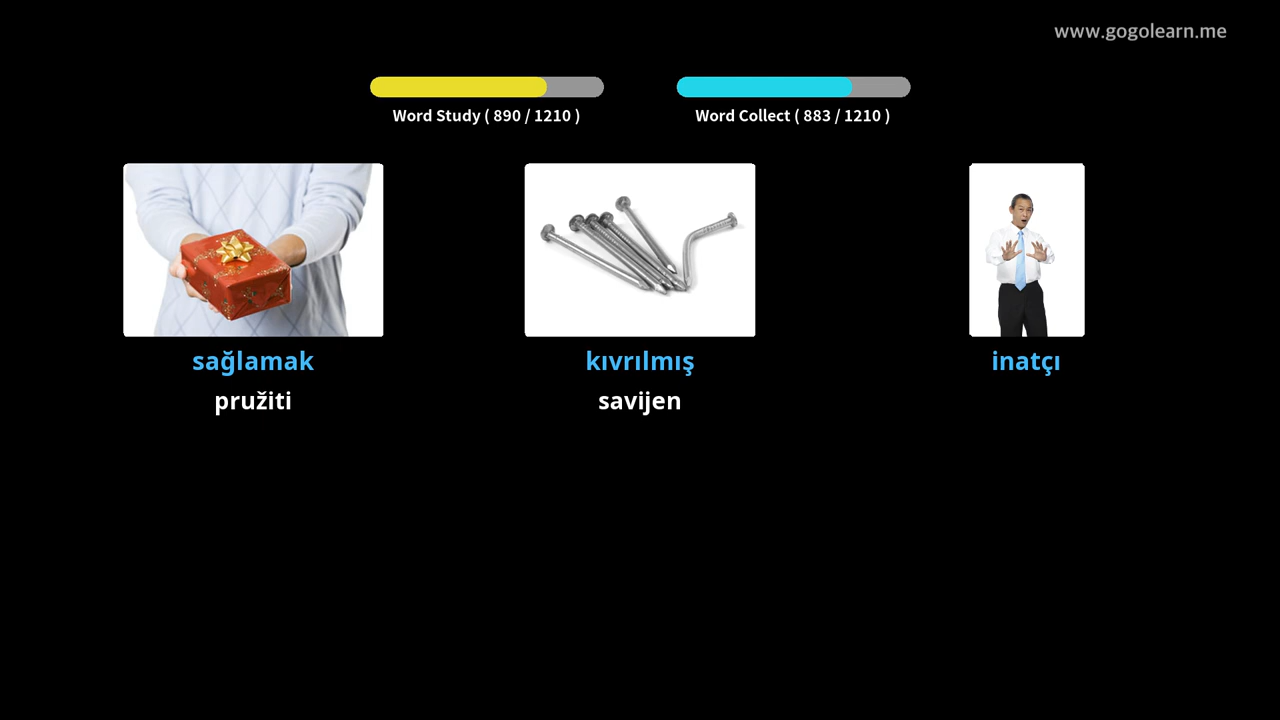 www.gogolearn.me
Word Study ( 890 / 1210 )
Word Collect ( 883 / 1210 )
sağlamak
pružiti
kıvrılmış
savijen
inatçı